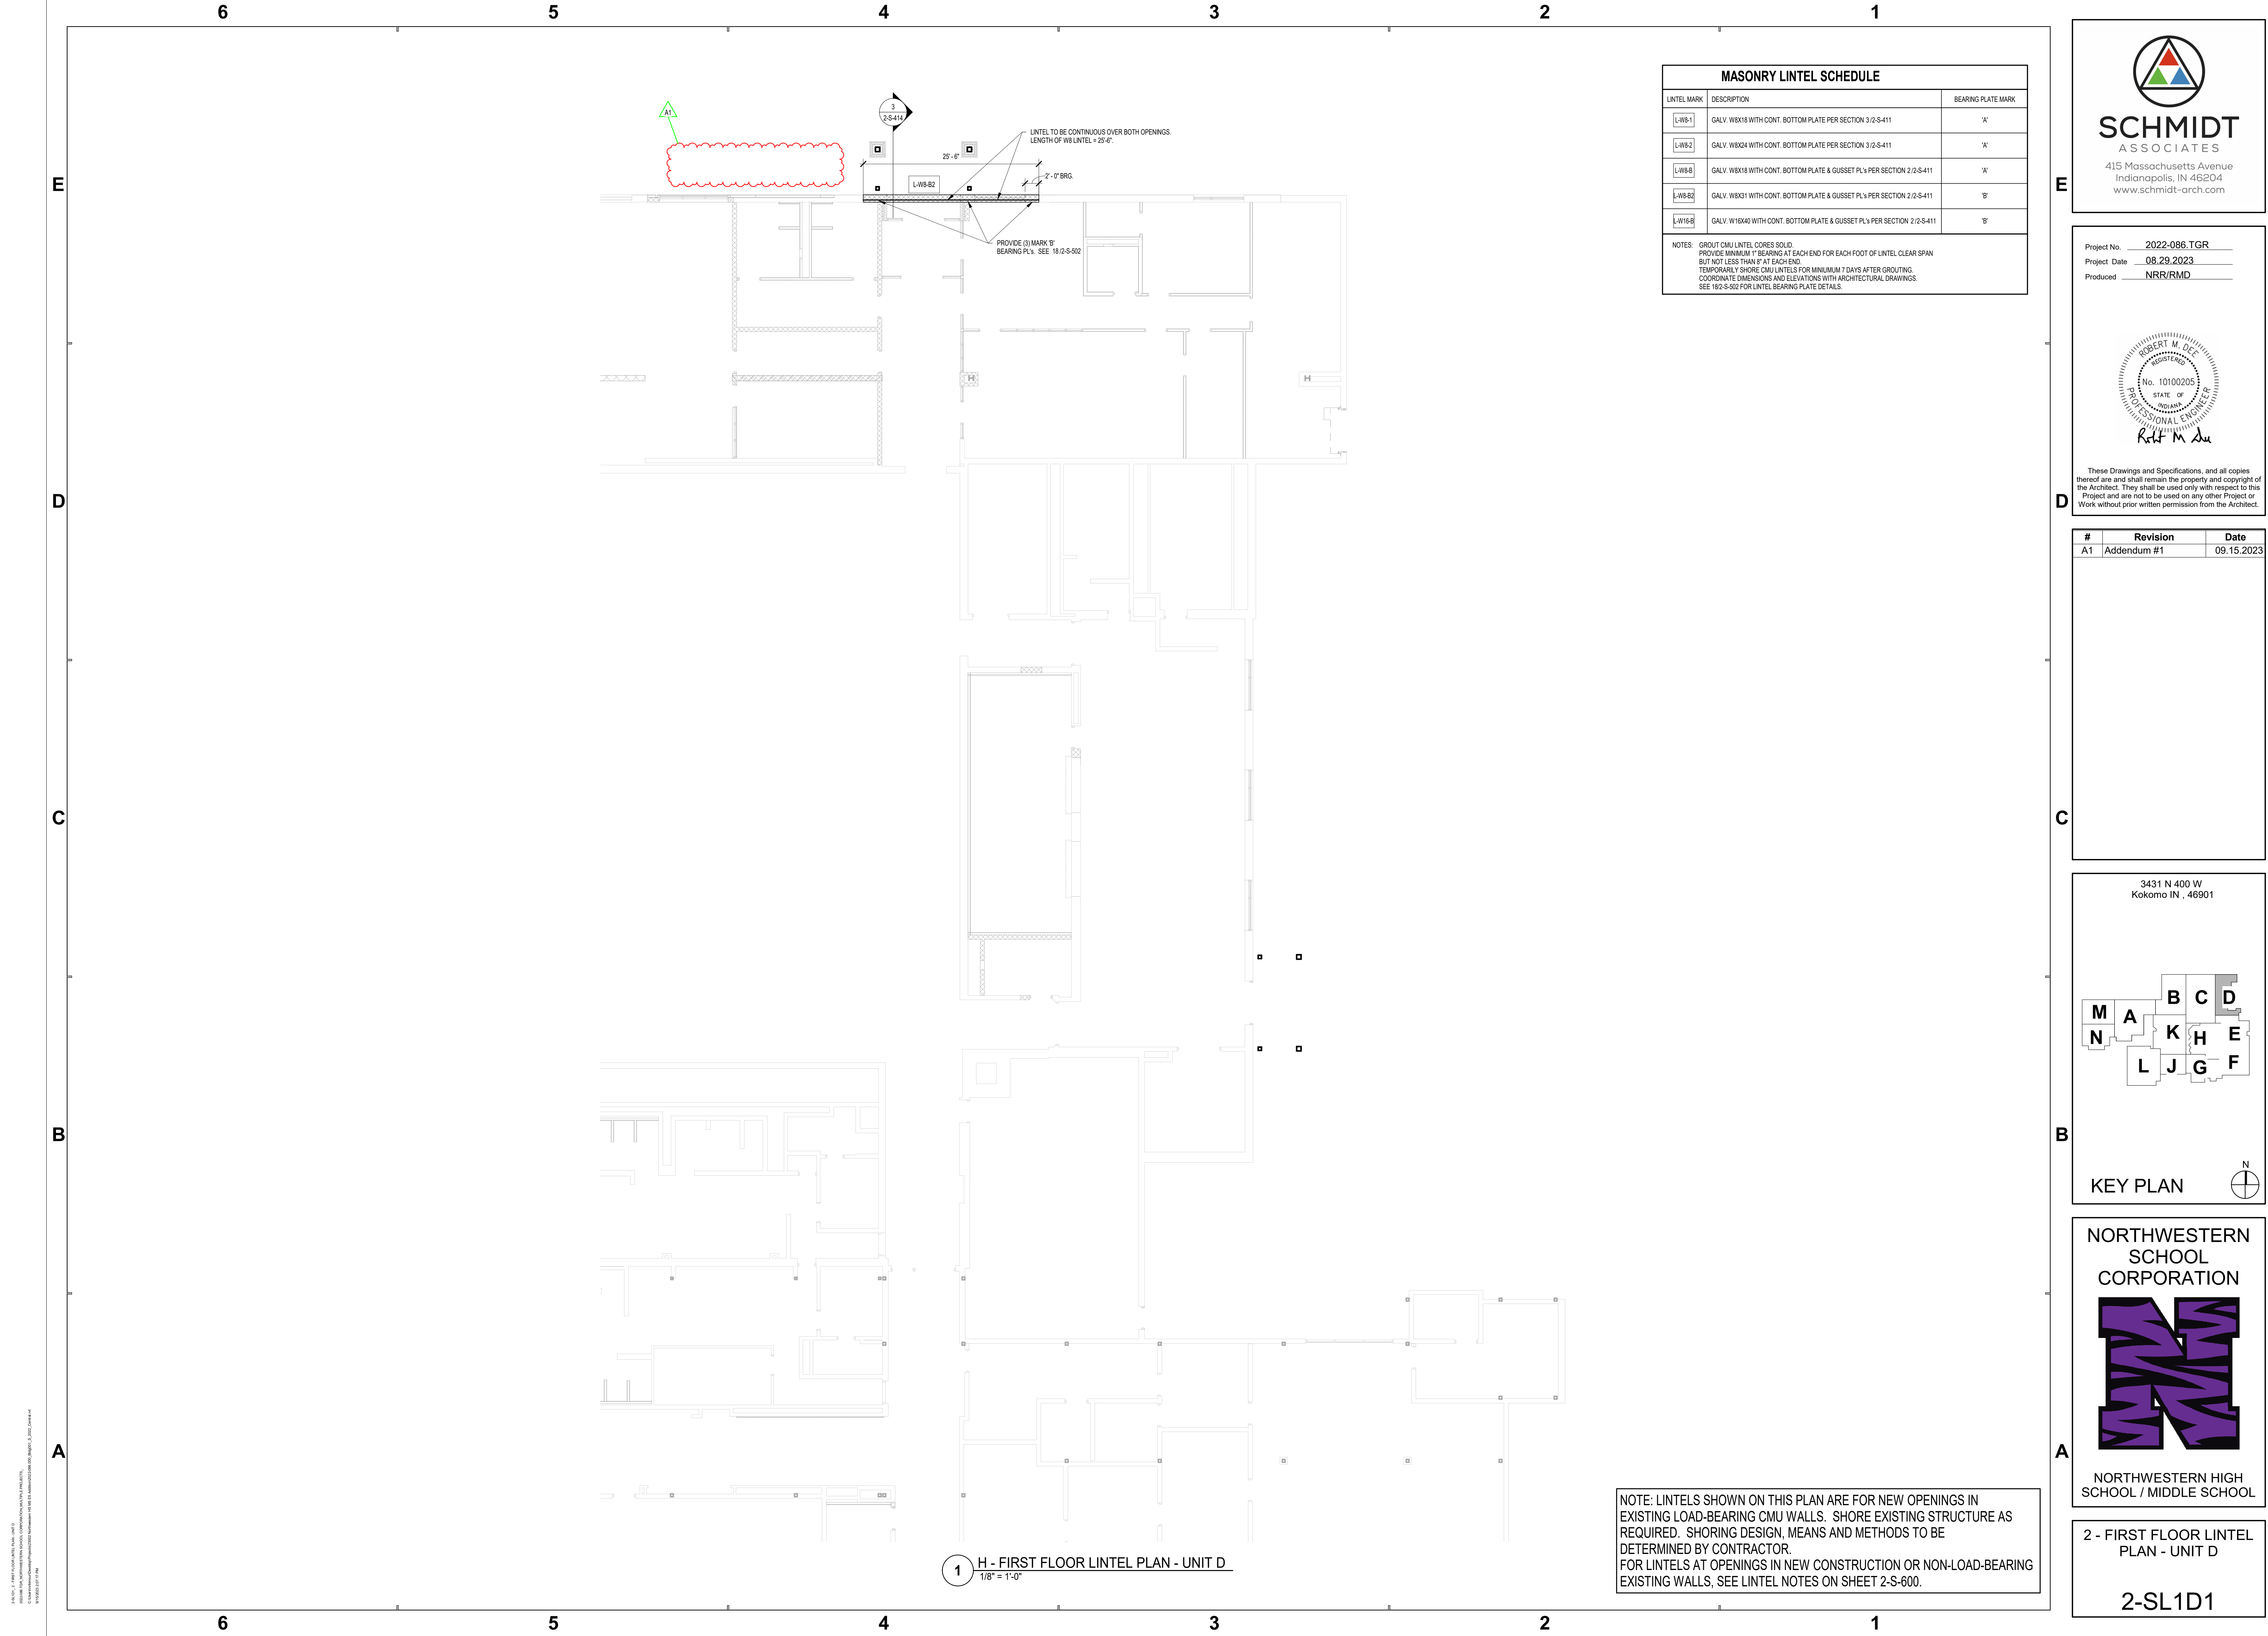 6 5 4 3 2 1
E
D
C
B
A
A1
3
2-S-414
25' - 6"
LINTEL TO BE CONTINUOUS OVER BOTH OPENINGS.
LENGTH OF W8 LINTEL = 25'-6".
2' - 0" BRG.
L-W8-B2
PROVIDE (3) MARK 'B'
BEARING PL's. SEE 18 /2-S-502
MASONRY LINTEL SCHEDULE
LINTEL MARK DESCRIPTION BEARING PLATE MARK
L-W8-1 GALV. W8X18 WITH CONT. BOTTOM PLATE PER SECTION 3 /2-S-411 'A'
L-W8-2 GALV. W8X24 WITH CONT. BOTTOM PLATE PER SECTION 3 /2-S-411 'A'
L-W8-B GALV. W8X18 WITH CONT. BOTTOM PLATE & GUSSET PL's PER SECTION 2 /2-S-411 'A'
L-W8-B2 GALV. W8X31 WITH CONT. BOTTOM PLATE & GUSSET PL's PER SECTION 2 /2-S-411 'B'
L-W16-B GALV. W16X40 WITH CONT. BOTTOM PLATE & GUSSET PL's PER SECTION 2 /2-S-411 'B'
NOTES: GROUT CMU LINTEL CORES SOLID.
PROVIDE MINIMUM 1" BEARING AT EACH END FOR EACH FOOT OF LINTEL CLEAR SPAN
BUT NOT LESS THAN 8" AT EACH END.
TEMPORARILY SHORE CMU LINTELS FOR MINIUMUM 7 DAYS AFTER GROUTING.
COORDINATE DIMENSIONS AND ELEVATIONS WITH ARCHITECTURAL DRAWINGS.
SEE 18/2-S-502 FOR LINTEL BEARING PLATE DETAILS.
H
H
1
H - FIRST FLOOR LINTEL PLAN - UNIT D
1/8" = 1'-0"
NOTE: LINTELS SHOWN ON THIS PLAN ARE FOR NEW OPENINGS IN
EXISTING LOAD-BEARING CMU WALLS. SHORE EXISTING STRUCTURE AS
REQUIRED. SHORING DESIGN, MEANS AND METHODS TO BE
DETERMINED BY CONTRACTOR.
FOR LINTELS AT OPENINGS IN NEW CONSTRUCTION OR NON-LOAD-BEARING
EXISTING WALLS, SEE LINTEL NOTES ON SHEET 2-S-600.
6 5 4 3 2 1
E
D
C
B
A
SCHMIDT
ASSOCIATES
415 Massachusetts Avenue
Indianapolis, IN 46204
www.schmidt-arch.com
Project No. 2022-086.TGR
Project Date 08.29.2023
Produced NRR/RMD
ROBERT M. DEE
REGISTERED
No. 10100205
STATE OF
INDIANA
PROFESSIONAL ENGINEER
Robt M Dee
These Drawings and Specifications, and all copies
thereof are and shall remain the property and copyright of
the Architect. They shall be used only with respect to this
Project and are not to be used on any other Project or
Work without prior written permission from the Architect.
# Revision Date
A1 Addendum #1 09.15.2023
3431 N 400 W
Kokomo IN , 46901
B C D
M A
N K H E
L J G F
N
KEY PLAN
NORTHWESTERN
SCHOOL
CORPORATION
N
NORTHWESTERN HIGH
SCHOOL / MIDDLE SCHOOL
2 - FIRST FLOOR LINTEL
PLAN - UNIT D
2-SL1D1